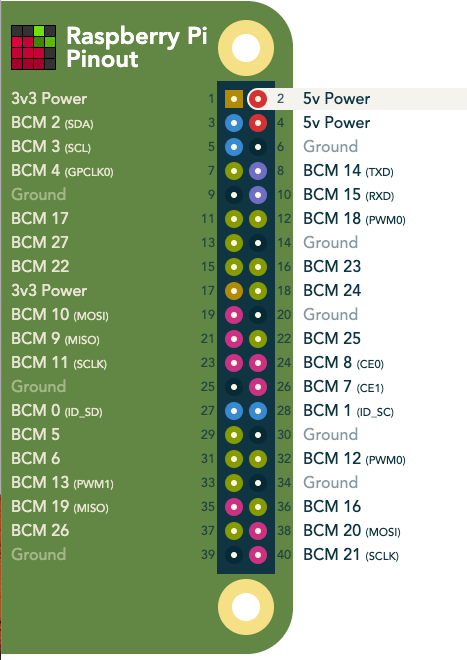 Raspberry Pi
Pinout
3v3 Power 1 2 5v Power
BCM 2 (SDA) 3 4 5v Power
BCM 3 (SCL) 5 6 Ground
BCM 4 (GPCLK0) 7 8 BCM 14 (TXD)
Ground 9 10 BCM 15 (RXD)
BCM 17 11 12 BCM 18 (PWM0)
BCM 27 13 14 Ground
BCM 22 15 16 BCM 23
3v3 Power 17 18 BCM 24
BCM 10 (MOSI) 19 20 Ground
BCM 9 (MISO) 21 22 BCM 25
BCM 11 (SCLK) 23 24 BCM 8 (CE0)
Ground 25 26 BCM 7 (CE1)
BCM 0 (ID_SD) 27 28 BCM 1 (ID_SC)
BCM 5 29 30 Ground
BCM 6 31 32 BCM 12 (PWM0)
BCM 13 (PWM1) 33 34 Ground
BCM 19 (MISO) 35 36 BCM 16
BCM 26 37 38 BCM 20 (MOSI)
Ground 39 40 BCM 21 (SCLK)